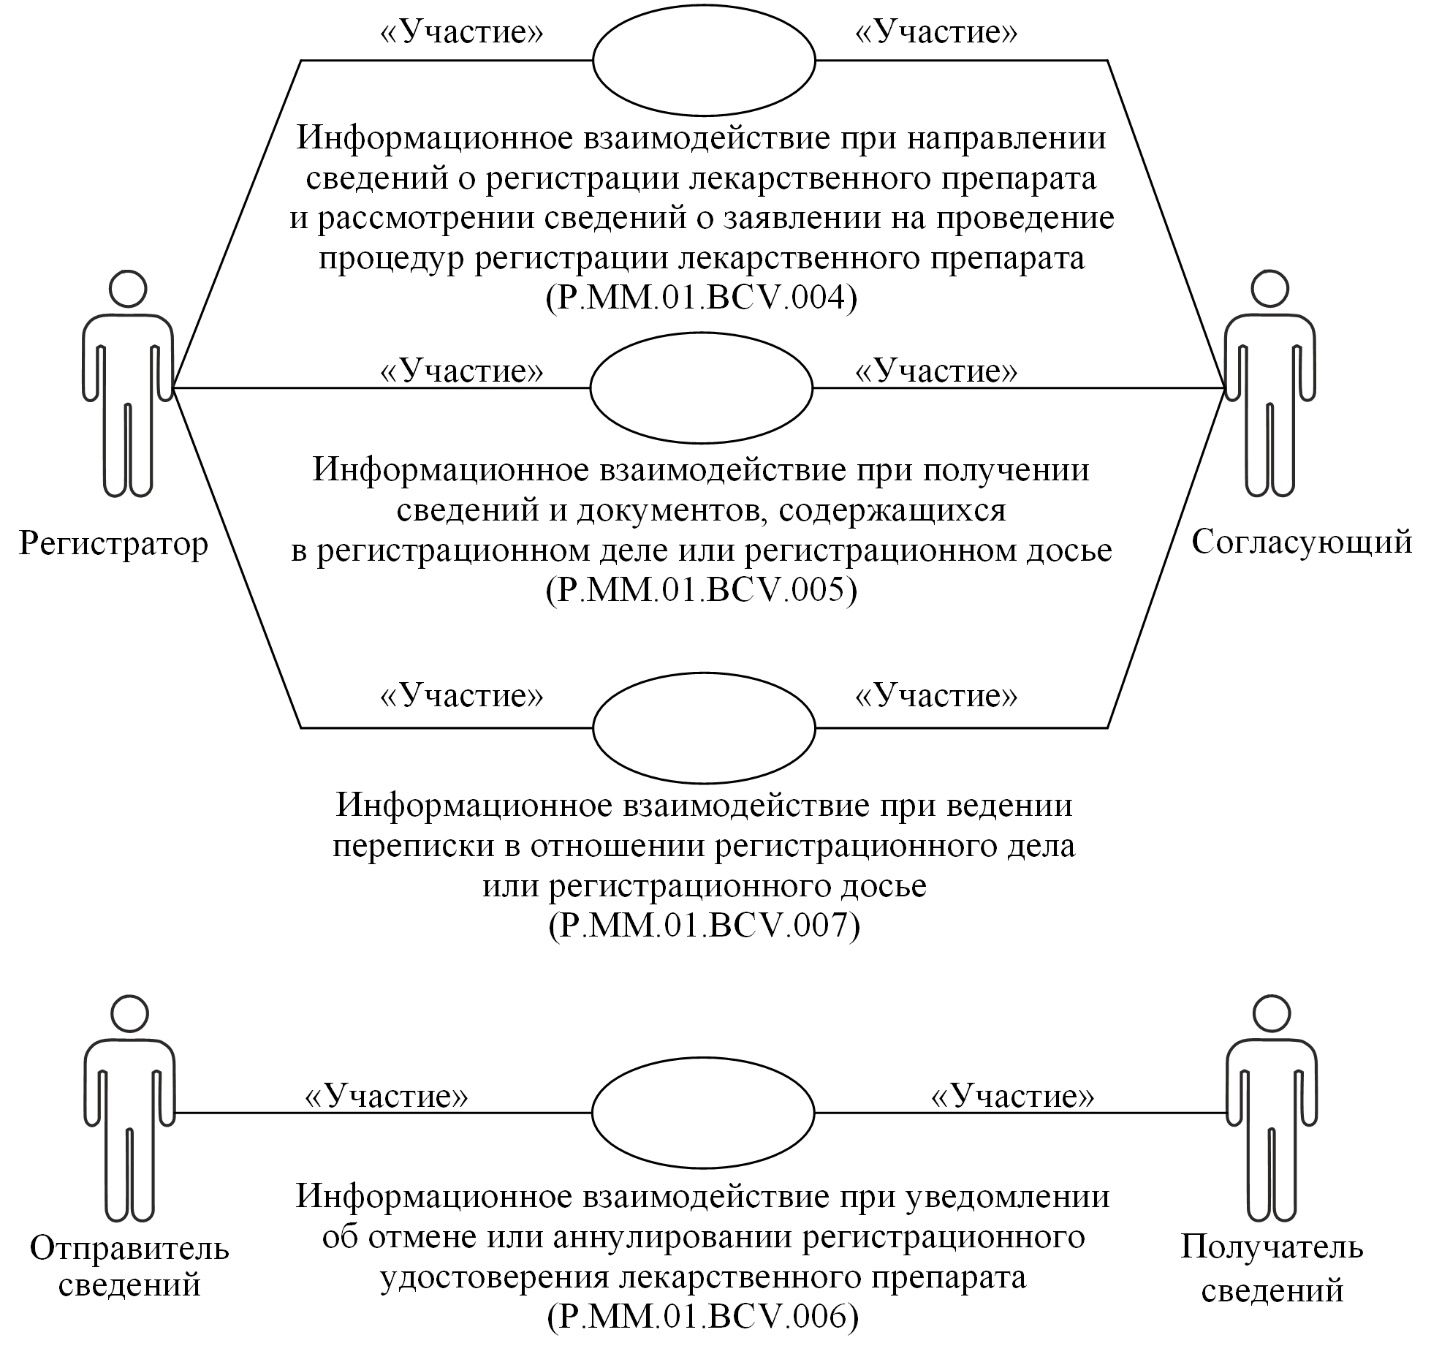 «Участие»
«Участие»
Информационное взаимодействие при направлении
сведений о регистрации лекарственного препарата
и рассмотрении сведений о заявлении на проведение
процедур регистрации лекарственного препарата
(P.MM.01.BCV.004)
«Участие»
«Участие»
Регистратор
Согласующий
Информационное взаимодействие при получении
сведений и документов, содержащихся
в регистрационном деле или регистрационном досье
(P.MM.01.BCV.005)
«Участие»
«Участие»
Информационное взаимодействие при ведении
переписки в отношении регистрационного дела
или регистрационного досье
(P.MM.01.BCV.007)
«Участие»
«Участие»
Отправитель
сведений
Получатель
сведений
Информационное взаимодействие при уведомлении
об отмене или аннулировании регистрационного
удостоверения лекарственного препарата
(P.MM.01.BCV.006)